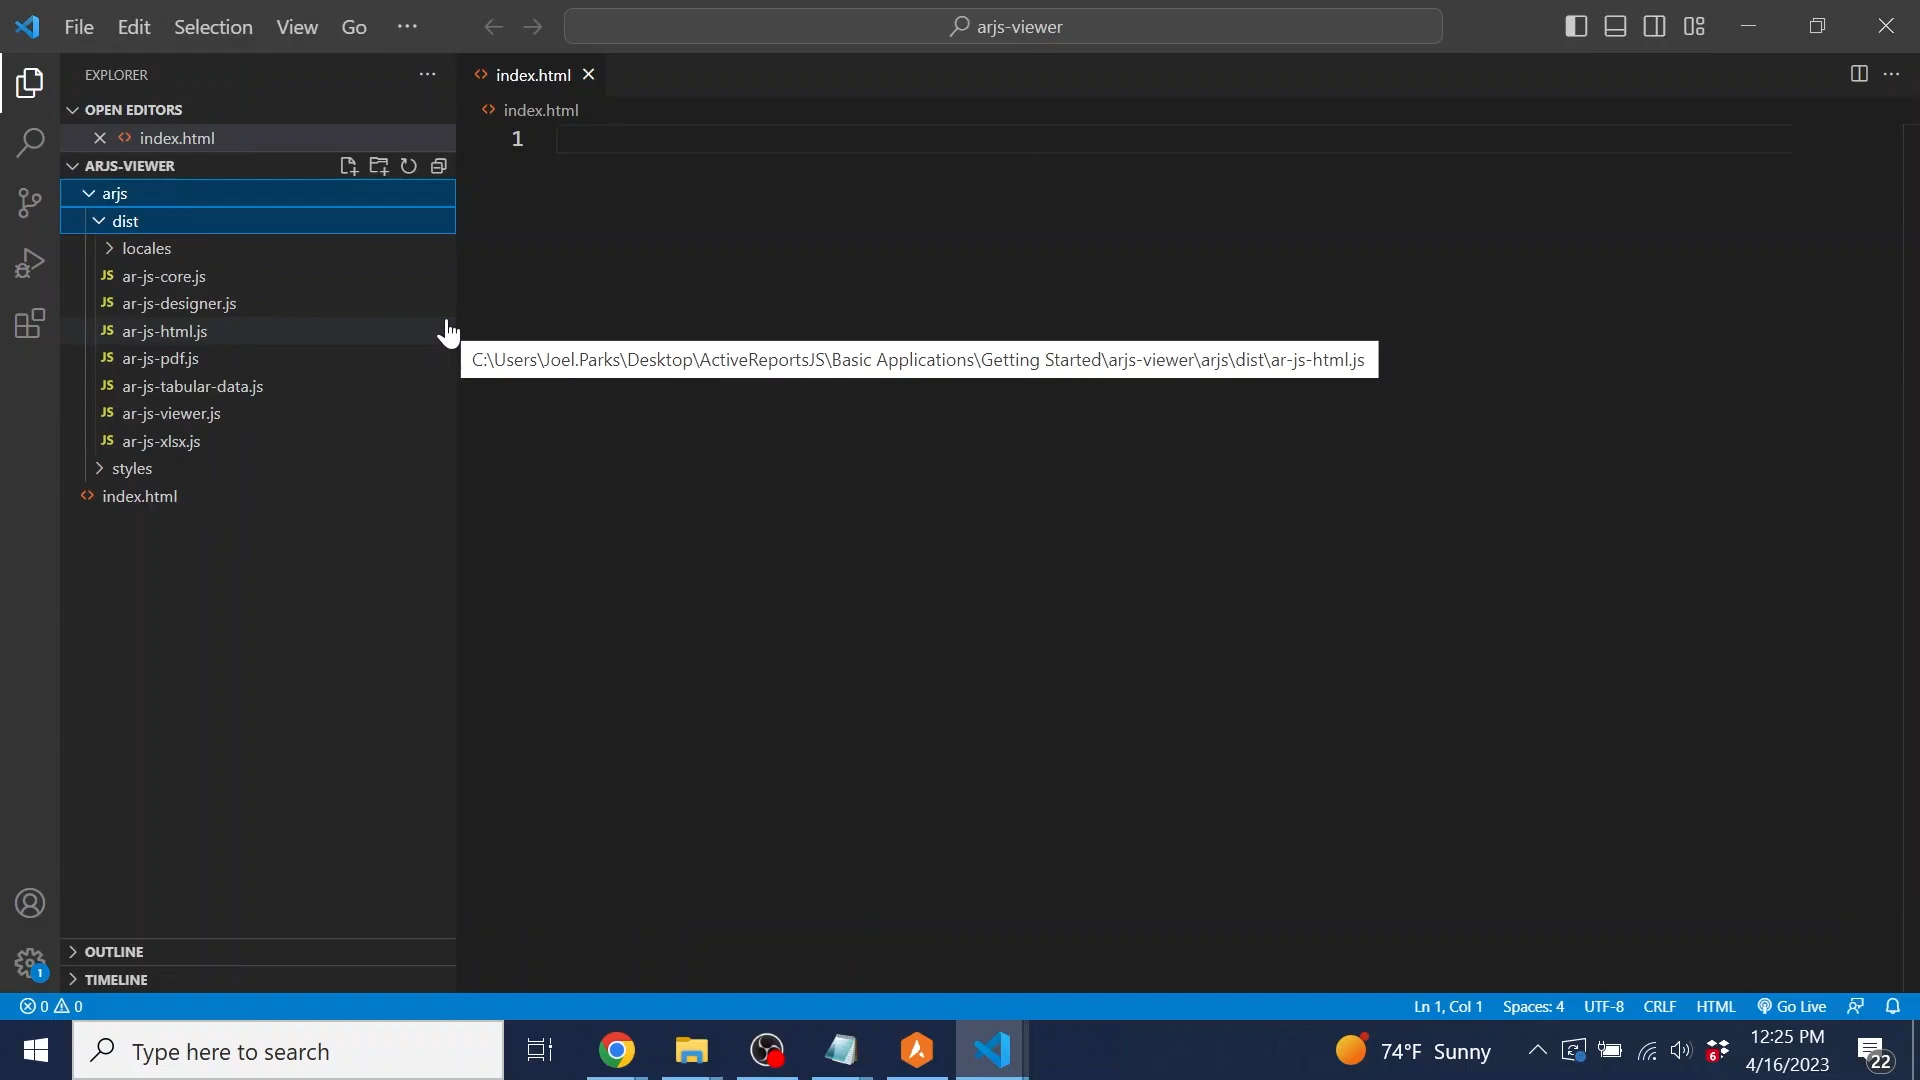 File Edit Selection View Go ···
arjs-viewer
EXPLORER
OPEN EDITORS
index.html
ARJS-VIEWER
arjs
dist
locales
JS ar-js-core.js
JS ar-js-designer.js
JS ar-js-html.js
JS ar-js-pdf.js
JS ar-js-tabular-data.js
JS ar-js-viewer.js
JS ar-js-xlsx.js
styles
index.html
OUTLINE
TIMELINE
index.html
index.html
1
C:\Users\Joel.Parks\Desktop\ActiveReportsJS\Basic Applications\Getting Started\arjs-viewer\arjs\dist\ar-js-html.js
1
0 0
Ln 1, Col 1 Spaces: 4 UTF-8 CRLF HTML Go Live
Type here to search
74°F Sunny
6
12:25 PM
4/16/2023
22